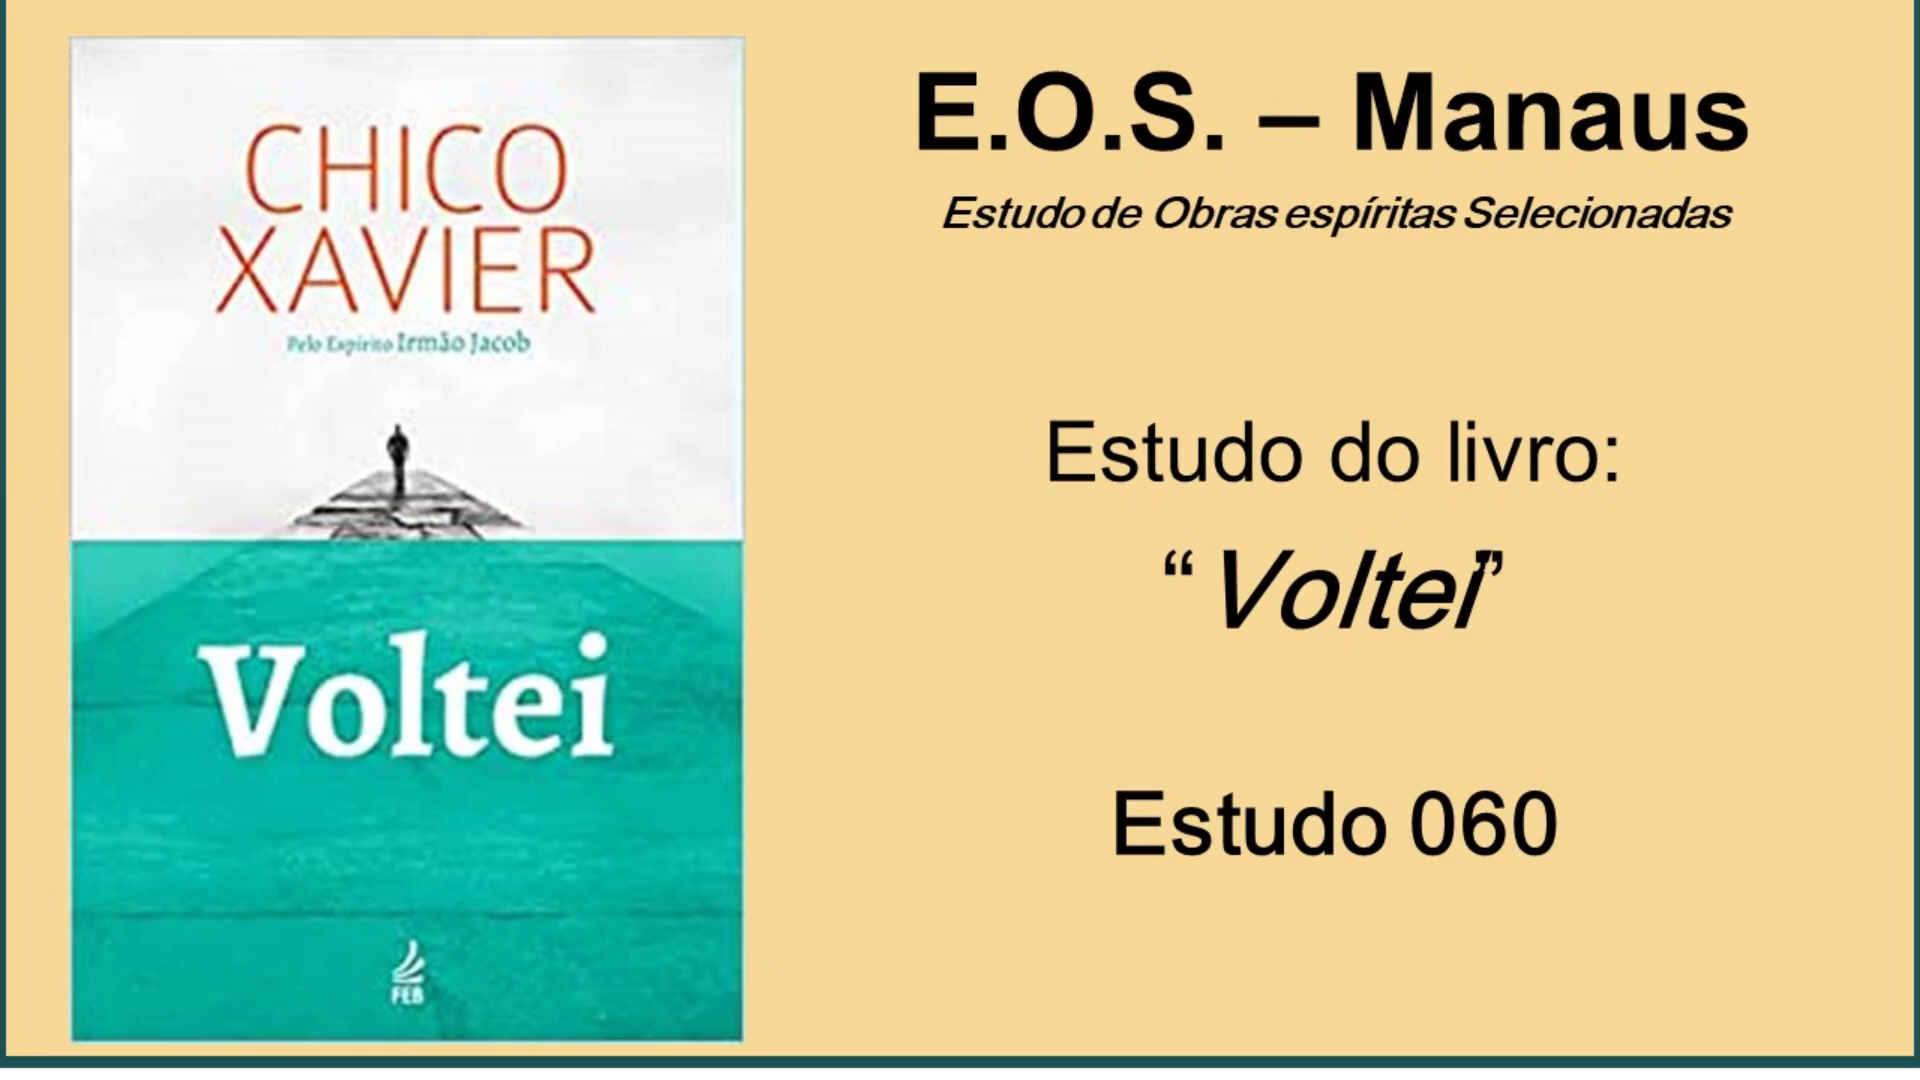 CHICO
XAVIER
Pelo Espírito Irmão Jacob
Voltei
FEB
E.O.S. – Manaus
Estudo de Obras espíritas Selecionadas
Estudo do livro:
“Voltei”
Estudo 060